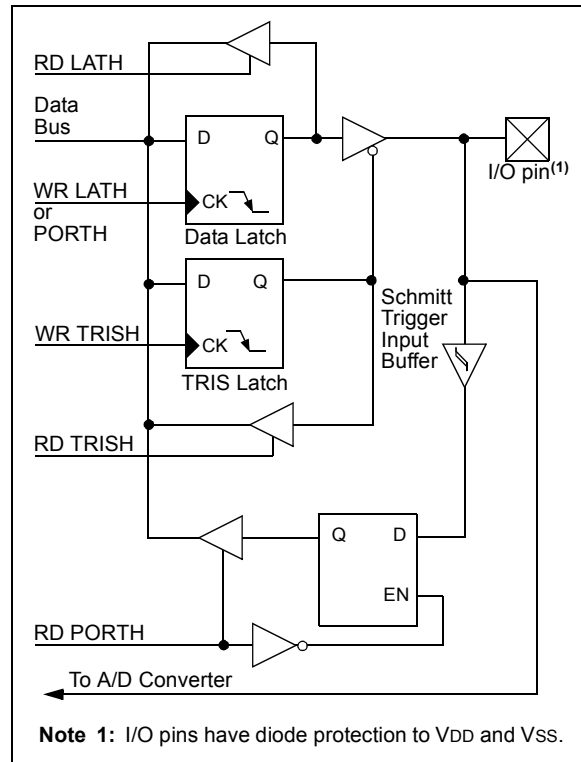 RD LATH
Data
Bus
D
Q
I/O pin(1)
WR LATH
or
PORTH
CK
Data Latch
D
Q
Schmitt
Trigger
Input
Buffer
WR TRISH
CK
TRIS Latch
RD TRISH
Q
D
EN
RD PORTH
To A/D Converter
Note 1: I/O pins have diode protection to VDD and VSS.